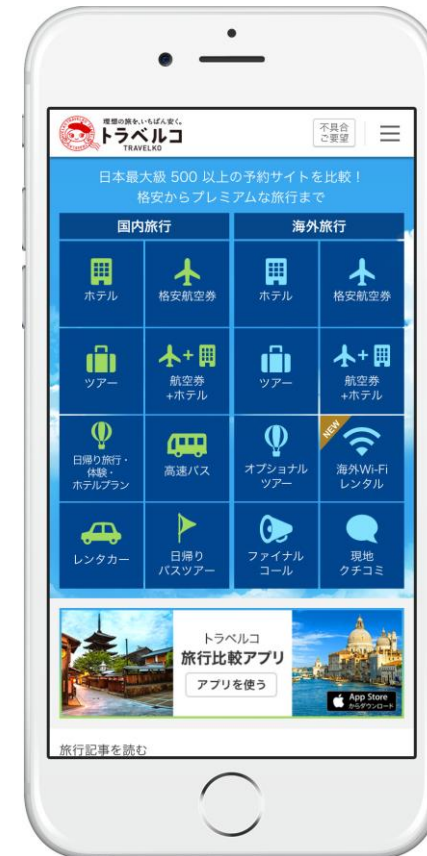 理想の旅を、いちばん安く。
トラベルコ
TRAVELKO
不具合
ご要望
日本最大級 500 以上の予約サイトを比較！
格安からプレミアムな旅行まで
国内旅行
海外旅行
ホテル
格安航空券
ホテル
格安航空券
ツアー
航空券
+ホテル
ツアー
航空券
+ホテル
日帰り旅行・
体験・
ホテルプラン
高速バス
オプショナル
ツアー
NEW
海外Wi-Fi
レンタル
レンタカー
日帰り
バスツアー
ファイナル
コール
現地
クチコミ
トラベルコ
旅行比較アプリ
アプリを使う
App Store
からダウンロード
旅行記事を読む